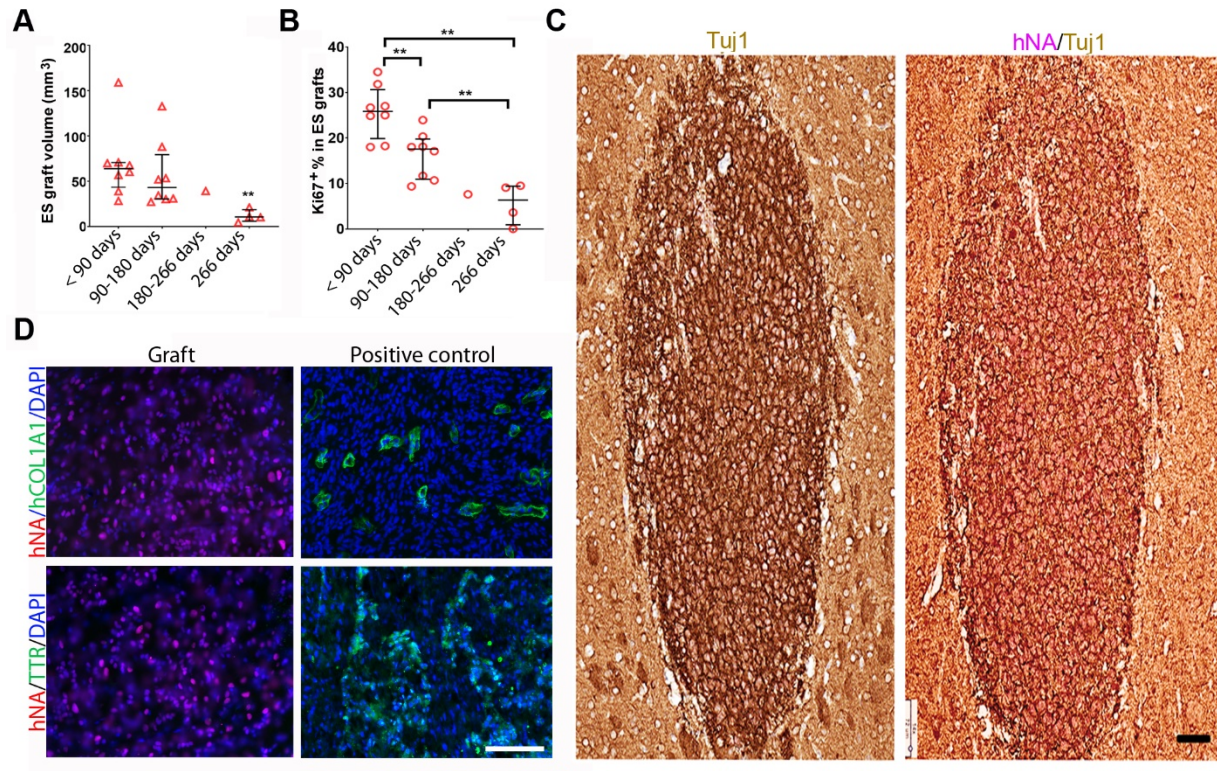 A
ES graft volume (mm³)
200
150
100
50
0
**
< 90 days
90-180 days
180-266 days
266 days
B
Ki67⁺ % in ES grafts
40
30
20
10
0
**
**
**
< 90 days
90-180 days
180-266 days
266 days
C
Tuj1
hNA/Tuj1
D
Graft
Positive control
hNA/hCOL1A1/DAPI
hNA/TTR/DAPI